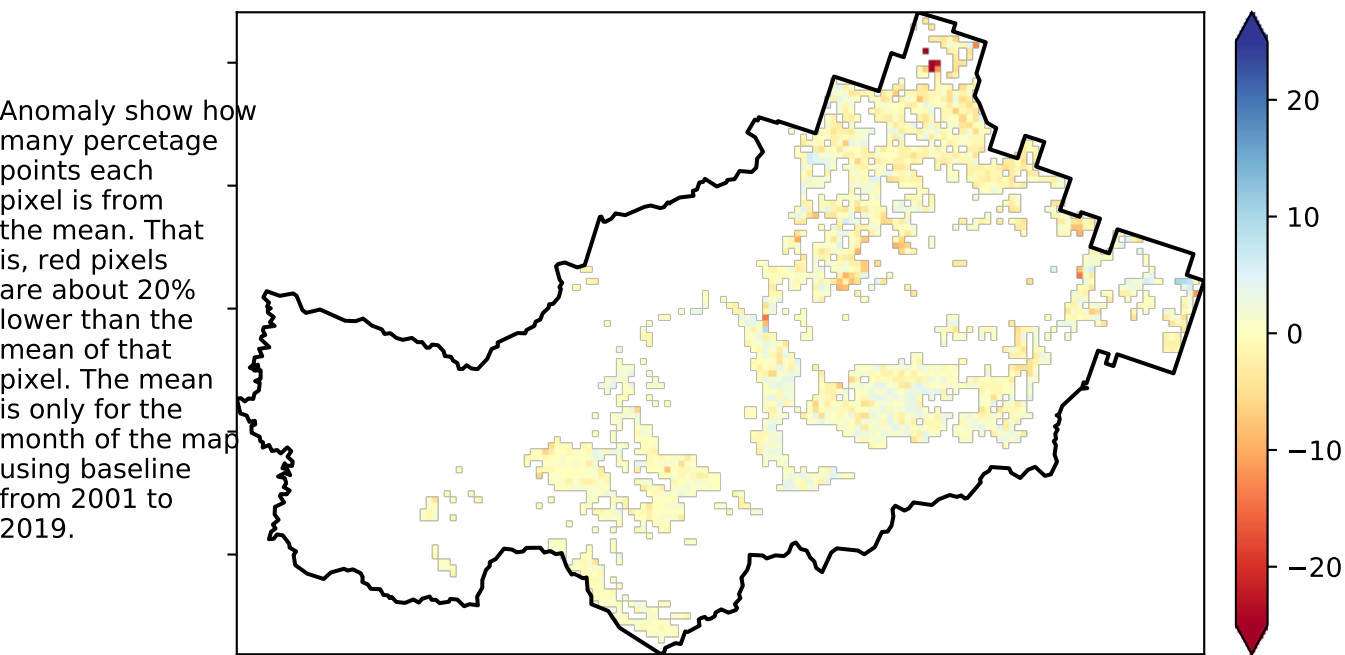 Anomaly show how
many percetage
points each
pixel is from
the mean. That
is, red pixels
are about 20%
lower than the
mean of that
pixel. The mean
is only for the
month of the map
using baseline
from 2001 to
2019.
20
10
0
−10
−20